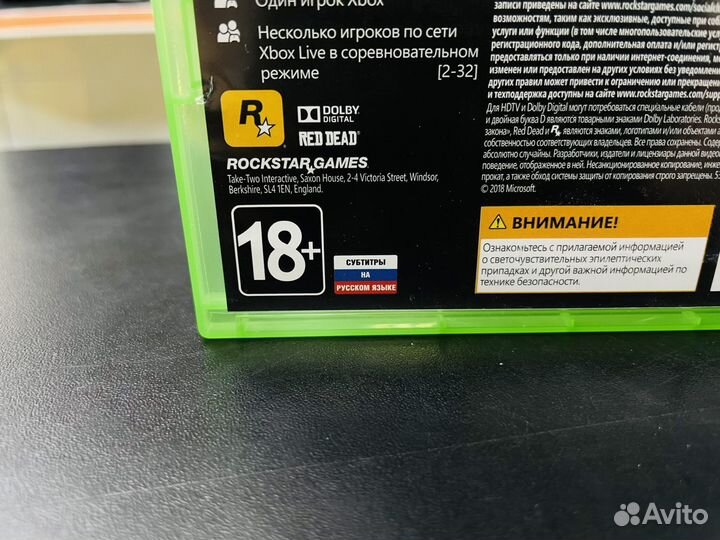 Один игрок Xbox
Несколько игроков по сети
Xbox Live в соревновательном
режиме [2-32]
R
DOLBY
DIGITAL
RED DEAD
ROCKSTAR GAMES
Take-Two Interactive, Saxon House, 2-4 Victoria Street, Windsor,
Berkshire, SL4 1EN, England.
18+
СУБТИТРЫ
НА
РУССКОМ ЯЗЫКЕ
записи приведены на сайте www.rockstargames.com/socialcl
возможностям, таким как эксклюзивные, доступные при
услуги или функции (в том числе многопользовательские
регистрационного кода, дополнительная оплата и/или
предоставляться только при наличии интернет-соединения,
изменен или предоставлен на других условиях без
других правил может привести к ограничению или
и техподдержка доступны на сайте www.rockstargames.com/supp
Для HDTV и Dolby Digital могут потребоваться специальные кабели
и двойная буква D являются товарными знаками Dolby Laboratories.
закона», Red Dead и R являются знаками, логотипами и/или объектами
собственностью соответствующих владельцев. Все права сохранены.
абсолютно случайны. Разработчики, издатели и лицензиары данной
поведение, отображенное в ней. Несанкционированное копирование,
прокат, а также обход системы защиты от копирования строго запрещены.
© 2018 Microsoft.
ВНИМАНИЕ!
Ознакомьтесь с прилагаемой информацией
о светочувствительных эпилептических
припадках и другой важной информацией по
технике безопасности.
Avito